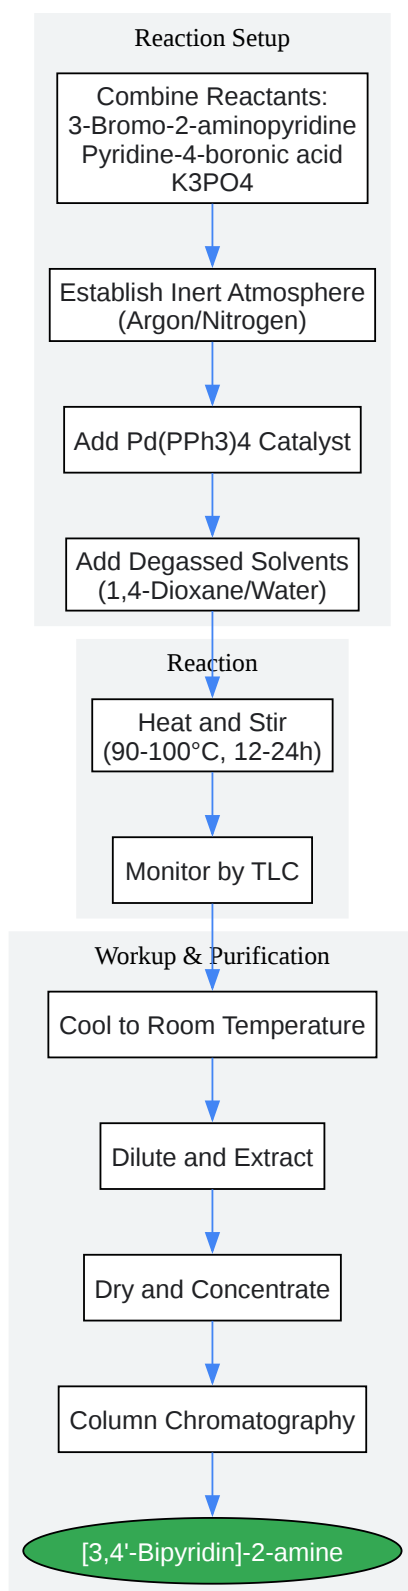 Reaction Setup
Combine Reactants:
3-Bromo-2-aminopyridine
Pyridine-4-boronic acid
K3PO4
Establish Inert Atmosphere
(Argon/Nitrogen)
Add Pd(PPh3)4 Catalyst
Add Degassed Solvents
(1,4-Dioxane/Water)
Reaction
Heat and Stir
(90-100°C, 12-24h)
Monitor by TLC
Workup & Purification
Cool to Room Temperature
Dilute and Extract
Dry and Concentrate
Column Chromatography
[3,4'-Bipyridin]-2-amine